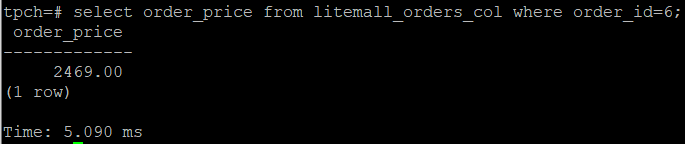 tpch=# select order_price from litemall_orders_col where order_id=6;
order_price
-------------
2469.00
(1 row)
Time: 5.090 ms